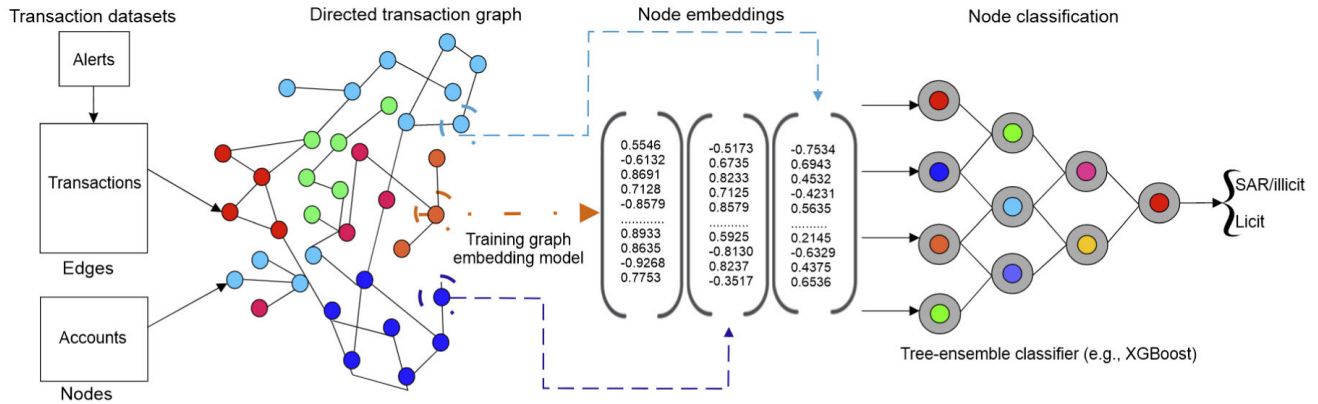 Transaction datasets
Directed transaction graph
Node embeddings
Node classification
Alerts
Transactions
Edges
Accounts
Nodes
Training graph
embedding model
0.5546
-0.6132
0.8691
0.7128
-0.8579
............
0.8933
0.8635
-0.9268
0.7753
-0.5173
0.6735
0.8233
0.7125
0.8579
..........
0.5925
-0.8130
0.8237
-0.3517
-0.7534
0.6943
0.4532
-0.4231
0.5635
..........
0.2145
-0.6329
0.4375
0.6536
SAR/illicit
Licit
Tree-ensemble classifier (e.g., XGBoost)